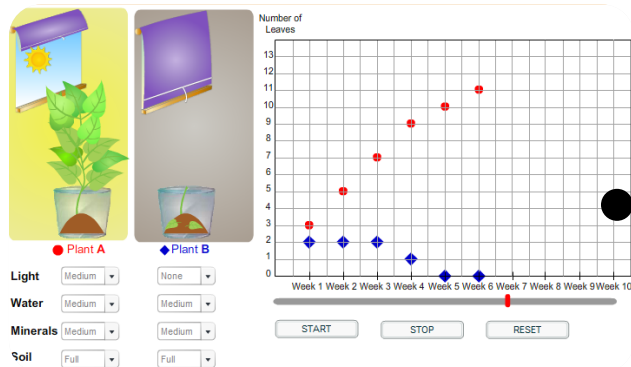 Number of
Leaves
13
12
11
10
9
8
7
6
5
4
3
2
1
0
Week 1 Week 2 Week 3 Week 4 Week 5 Week 6 Week 7 Week 8 Week 9 Week 10
Plant A Plant B
Light Medium None
Water Medium Medium
Minerals Medium Medium
Soil Full Full
START STOP RESET